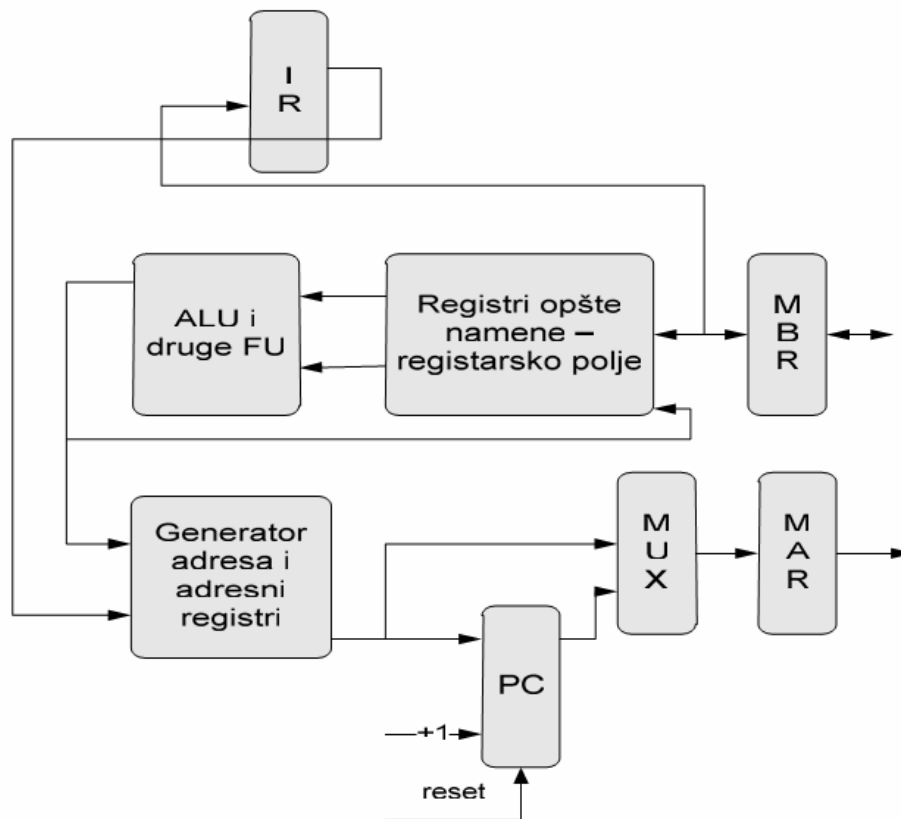 I
R
ALU i
druge FU
Registri opšte
namene –
registarsko polje
M
B
R
Generator
adresa i
adresni
registri
M
U
X
M
A
R
PC
+1
reset